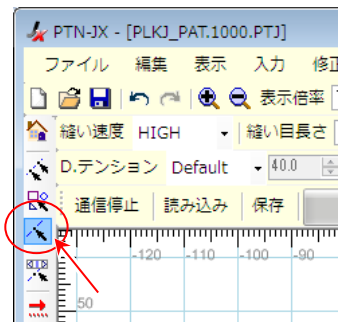 PTN-JX - [PLKJ_PAT.1000.PTJ]
ファイル 編集 表示 入力 修正
表示倍率
縫い速度 HIGH 縫い目長さ
D.テンション Default 40.0
通信停止 読み込み 保存
-120 -110 -100 -90
50